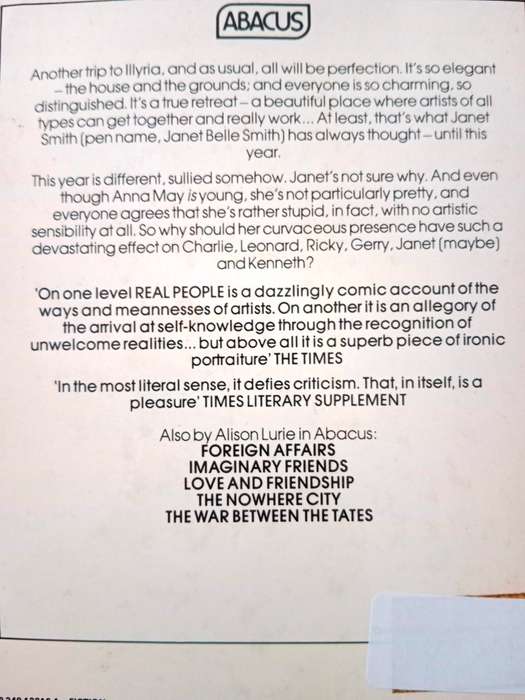 ABACUS
Another trip to Illyria, and as usual, all will be perfection. It's so elegant
– the house and the grounds; and everyone is so charming, so
distinguished. It's a true retreat – a beautiful place where artists of all
types can get together and really work... At least, that's what Janet
Smith (pen name, Janet Belle Smith) has always thought – until this
year.
This year is different, sullied somehow. Janet's not sure why. And even
though Anna May is young, she's not particularly pretty, and
everyone agrees that she's rather stupid, in fact, with no artistic
sensibility at all. So why should her curvaceous presence have such a
devastating effect on Charlie, Leonard, Ricky, Gerry, Janet (maybe)
and Kenneth?
'On one level REAL PEOPLE is a dazzlingly comic account of the
ways and meannesses of artists. On another it is an allegory of
the arrival at self-knowledge through the recognition of
unwelcome realities... but above all it is a superb piece of ironic
portraiture' THE TIMES
'In the most literal sense, it defies criticism. That, in itself, is a
pleasure' TIMES LITERARY SUPPLEMENT
Also by Alison Lurie in Abacus:
FOREIGN AFFAIRS
IMAGINARY FRIENDS
LOVE AND FRIENDSHIP
THE NOWHERE CITY
THE WAR BETWEEN THE TATES